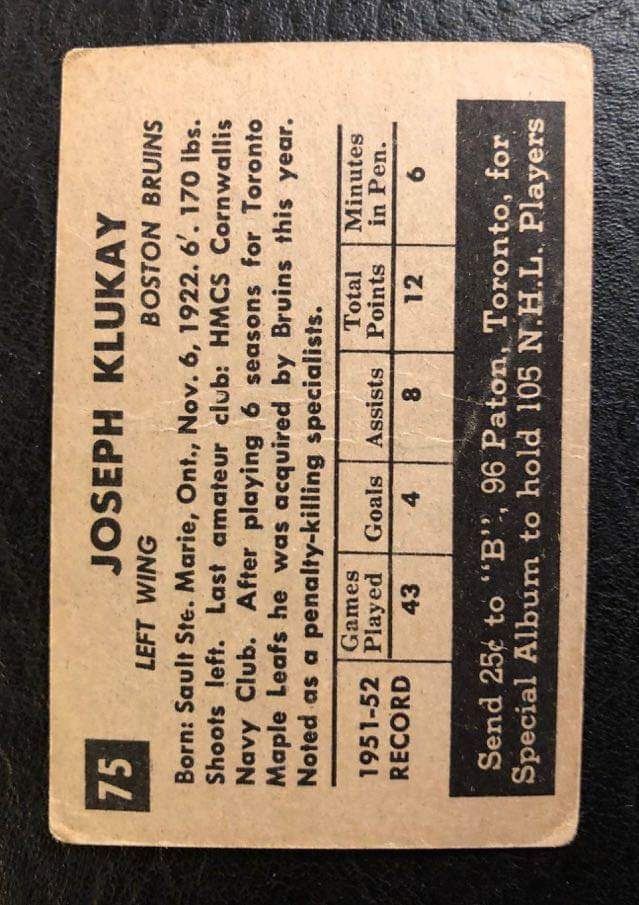 75
JOSEPH KLUKAY
LEFT WING BOSTON BRUINS
Born: Sault Ste. Marie, Ont., Nov. 6, 1922. 6'. 170 lbs.
Shoots left. Last amateur club: HMCS Cornwallis
Navy Club. After playing 6 seasons for Toronto
Maple Leafs he was acquired by Bruins this year.
Noted as a penalty-killing specialists.
1951-52 RECORD
Games Played Goals Assists Total Points Minutes in Pen.
43 4 8 12 6
Send 25¢ to "B", 96 Paton, Toronto, for
Special Album to hold 105 N.H.L. Players